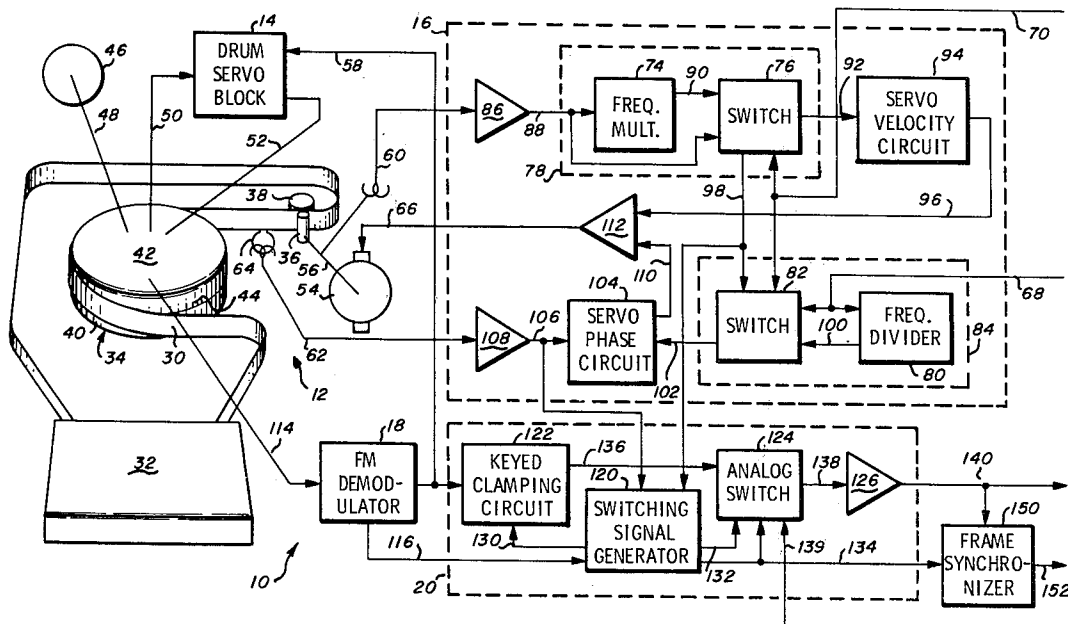 14
DRUM
SERVO
BLOCK
46
48
50
52
58
16
70
74
FREQ.
MULT.
90
76
SWITCH
92
94
SERVO
VELOCITY
CIRCUIT
86
88
78
60
38
98
96
66
112
42
64
36
56
54
110
104
SERVO
PHASE
CIRCUIT
106
108
82
SWITCH
68
FREQ.
DIVIDER
100
80
84
102
44
40
34
30
62
12
114
32
18
FM
DEMOD-
ULATOR
122
KEYED
CLAMPING
CIRCUIT
136
120
SWITCHING
SIGNAL
GENERATOR
124
ANALOG
SWITCH
138
126
140
150
FRAME
SYNCHRO-
NIZER
130
132
139
134
152
116
10
20